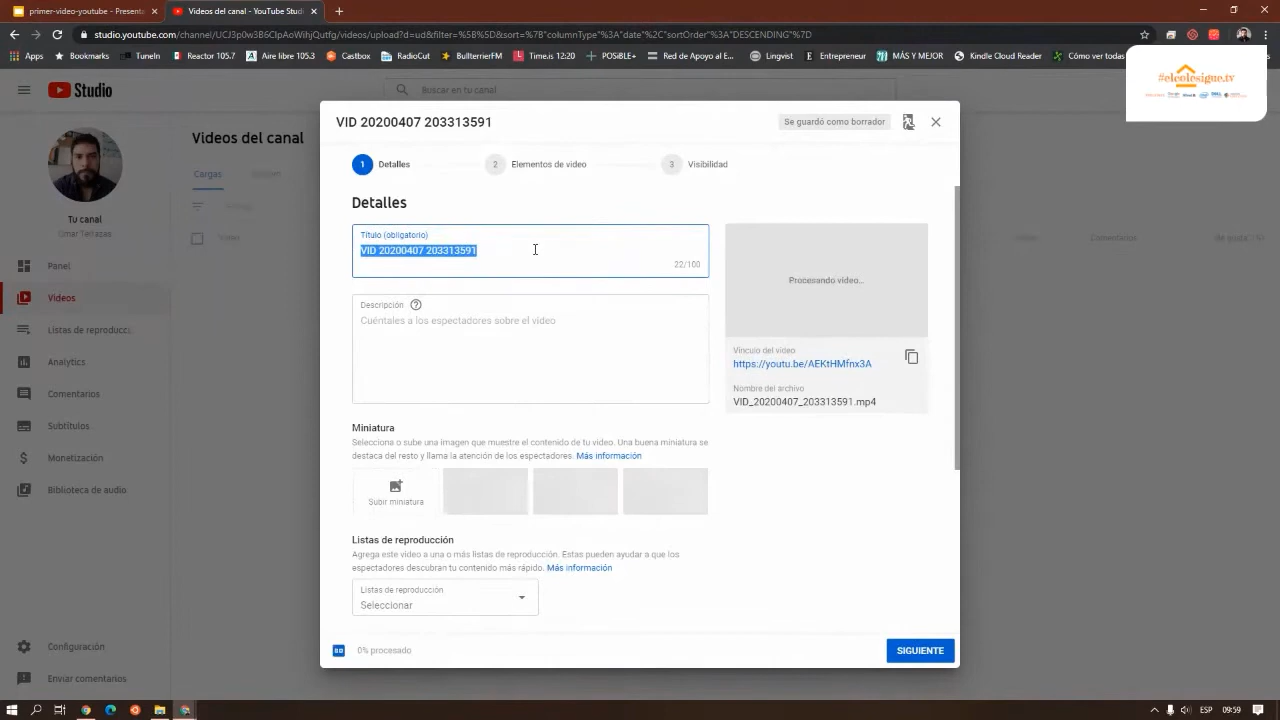 primer-video-youtube - Presenta
Videos del canal - YouTube Studi
studio.youtube.com/channel/UCJ3p0w3B6ClpAoWihjQutfg/videos/upload?d=ud&filter=%5B%5D&sort=%7B"columnType"%3A"date"%2C"sortOrder"%3A"DESCENDING"%7D
Bookmarks
TuneIn
Reactor 107.5
Aire libre 105.3
Castbox
RadioCut
BumblHum
T.ime.is 12:20
POSiBLE+
Red de Apoyo al E...
Lingvist
Entrepreneur
MÁS Y MEJOR
Kindle Cloud Reader
Cómo ver todas
#elcolesigue.tv
Studio
Buscar en tu canal
Tu canal
Omar Terrazas
Panel
Videos
Listas de reproducci...
Analytics
Comentarios
Subtítulos
Monetización
Biblioteca de audio
Configuración
Enviar comentarios
Videos del canal
Cargas
Comentarios
VID 20200407 203313591
Se guardó como borrador
1
Detalles
2
Elementos de video
3
Visibilidad
Detalles
Título (obligatorio)
VID 20200407 203313591
22/100
Descripción
Cuéntales a los espectadores sobre el video
Miniatura
Selecciona o sube una imagen que muestre el contenido de tu video. Una buena miniatura se
destaca del resto y llama la atención de los espectadores. Más información
Subir miniatura
Listas de reproducción
Agrega este video a una o más listas de reproducción. Estas pueden ayudar a que los
espectadores descubran tu contenido más rápido. Más información
Listas de reproducción
Seleccionar
Procesando video...
Vínculo del video
https://youtu.be/AEKtHMfnx3A
Nombre del archivo
VID_20200407_203313591.mp4
0% procesado
SIGUIENTE
ESP
09:59